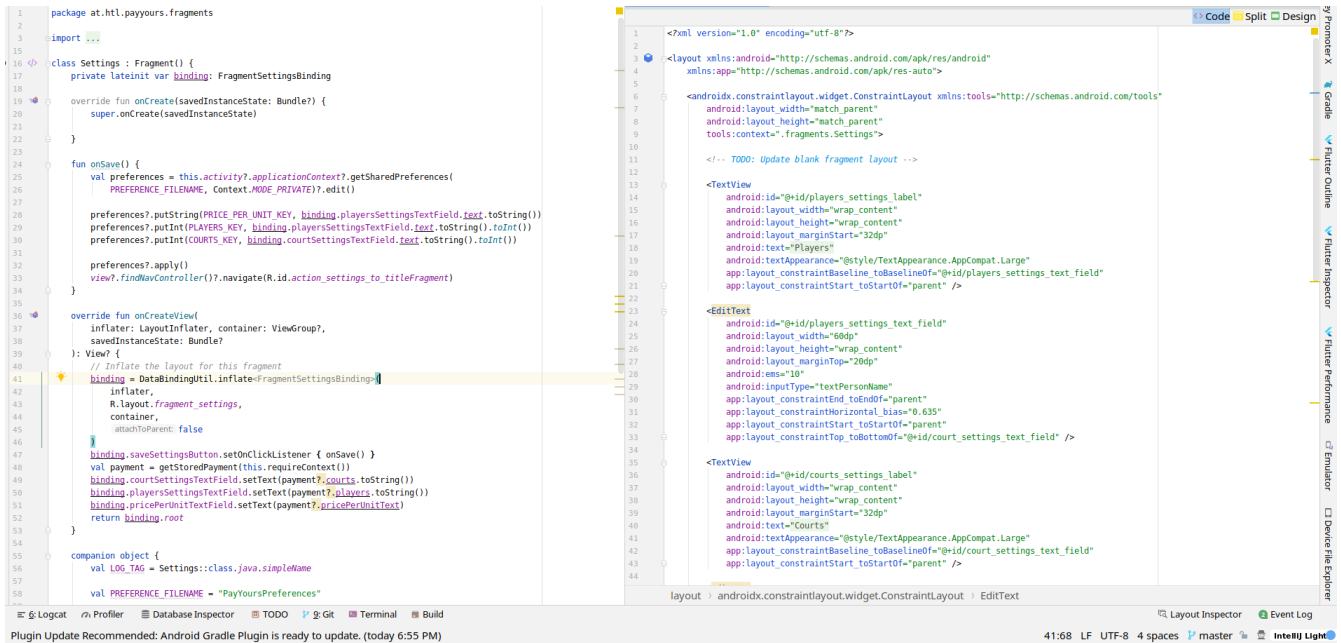 package at.htl.payyours.fragments
import ...
class Settings : Fragment() {
private lateinit var binding: FragmentSettingsBinding
override fun onCreate(savedInstanceState: Bundle?) {
super.onCreate(savedInstanceState)
}
fun onSave() {
val preferences = this.activity?.applicationContext?.getSharedPreferences(
PREFERENCE_FILENAME, Context.MODE_PRIVATE)?.edit()
preferences?.putString(PRICE_PER_UNIT_KEY, binding.playersSettingsTextField.text.toString())
preferences?.putInt(PLAYERS_KEY, binding.playersSettingsTextField.text.toString().toInt())
preferences?.putInt(COURTS_KEY, binding.courtSettingsTextField.text.toString().toInt())
preferences?.apply()
view?.findNavController()?.navigate(R.id.action_settings_to_titleFragment)
}
override fun onCreateView(
inflater: LayoutInflater, container: ViewGroup?,
savedInstanceState: Bundle?
): View? {
// Inflate the layout for this fragment
binding = DataBindingUtil.inflate<FragmentSettingsBinding>(
inflater,
R.layout.fragment_settings,
container,
attachToParent: false
)
binding.saveSettingsButton.setOnClickListener { onSave() }
val payment = getStoredPayment(this.requireContext())
binding.courtSettingsTextField.setText(payment?.courts.toString())
binding.playersSettingsTextField.setText(payment?.players.toString())
binding.pricePerUnitTextField.setText(payment?.pricePerUnitText)
return binding.root
}
companion object {
val LOG_TAG = Settings::class.java.simpleName
val PREFERENCE_FILENAME = "PayYoursPreferences"
Code Split Design
<?xml version="1.0" encoding="utf-8"?>
<layout xmlns:android="http://schemas.android.com/apk/res/android"
xmlns:app="http://schemas.android.com/apk/res-auto">
<androidx.constraintlayout.widget.ConstraintLayout xmlns:tools="http://schemas.android.com/tools"
android:layout_width="match_parent"
android:layout_height="match_parent"
tools:context=".fragments.Settings">
<!-- TODO: Update blank fragment layout -->
<TextView
android:id="@+id/players_settings_label"
android:layout_width="wrap_content"
android:layout_height="wrap_content"
android:layout_marginStart="32dp"
android:text="Players"
android:textAppearance="@style/TextAppearance.AppCompat.Large"
app:layout_constraintBaseline_toBaselineOf="@+id/players_settings_text_field"
app:layout_constraintStart_toStartOf="parent" />
<EditText
android:id="@+id/players_settings_text_field"
android:layout_width="60dp"
android:layout_height="wrap_content"
android:layout_marginTop="20dp"
android:ems="10"
android:inputType="textPersonName"
app:layout_constraintEnd_toEndOf="parent"
app:layout_constraintHorizontal_bias="0.635"
app:layout_constraintStart_toStartOf="parent"
app:layout_constraintTop_toBottomOf="@+id/court_settings_text_field" />
<TextView
android:id="@+id/courts_settings_label"
android:layout_width="wrap_content"
android:layout_height="wrap_content"
android:layout_marginStart="32dp"
android:text="Courts"
android:textAppearance="@style/TextAppearance.AppCompat.Large"
app:layout_constraintBaseline_toBaselineOf="@+id/court_settings_text_field"
app:layout_constraintStart_toStartOf="parent" />
layout › androidx.constraintlayout.widget.ConstraintLayout › EditText
Promoter X
Gradle
Flutter Outline
Flutter Inspector
Flutter Performance
Emulator
Device File Explorer
6: Logcat Profiler Database Inspector TODO 9: Git Terminal Build Layout Inspector 2 Event Log
Plugin Update Recommended: Android Gradle Plugin is ready to update. (today 6:55 PM) 41:68 LF UTF-8 4 spaces master IntelliJ Light